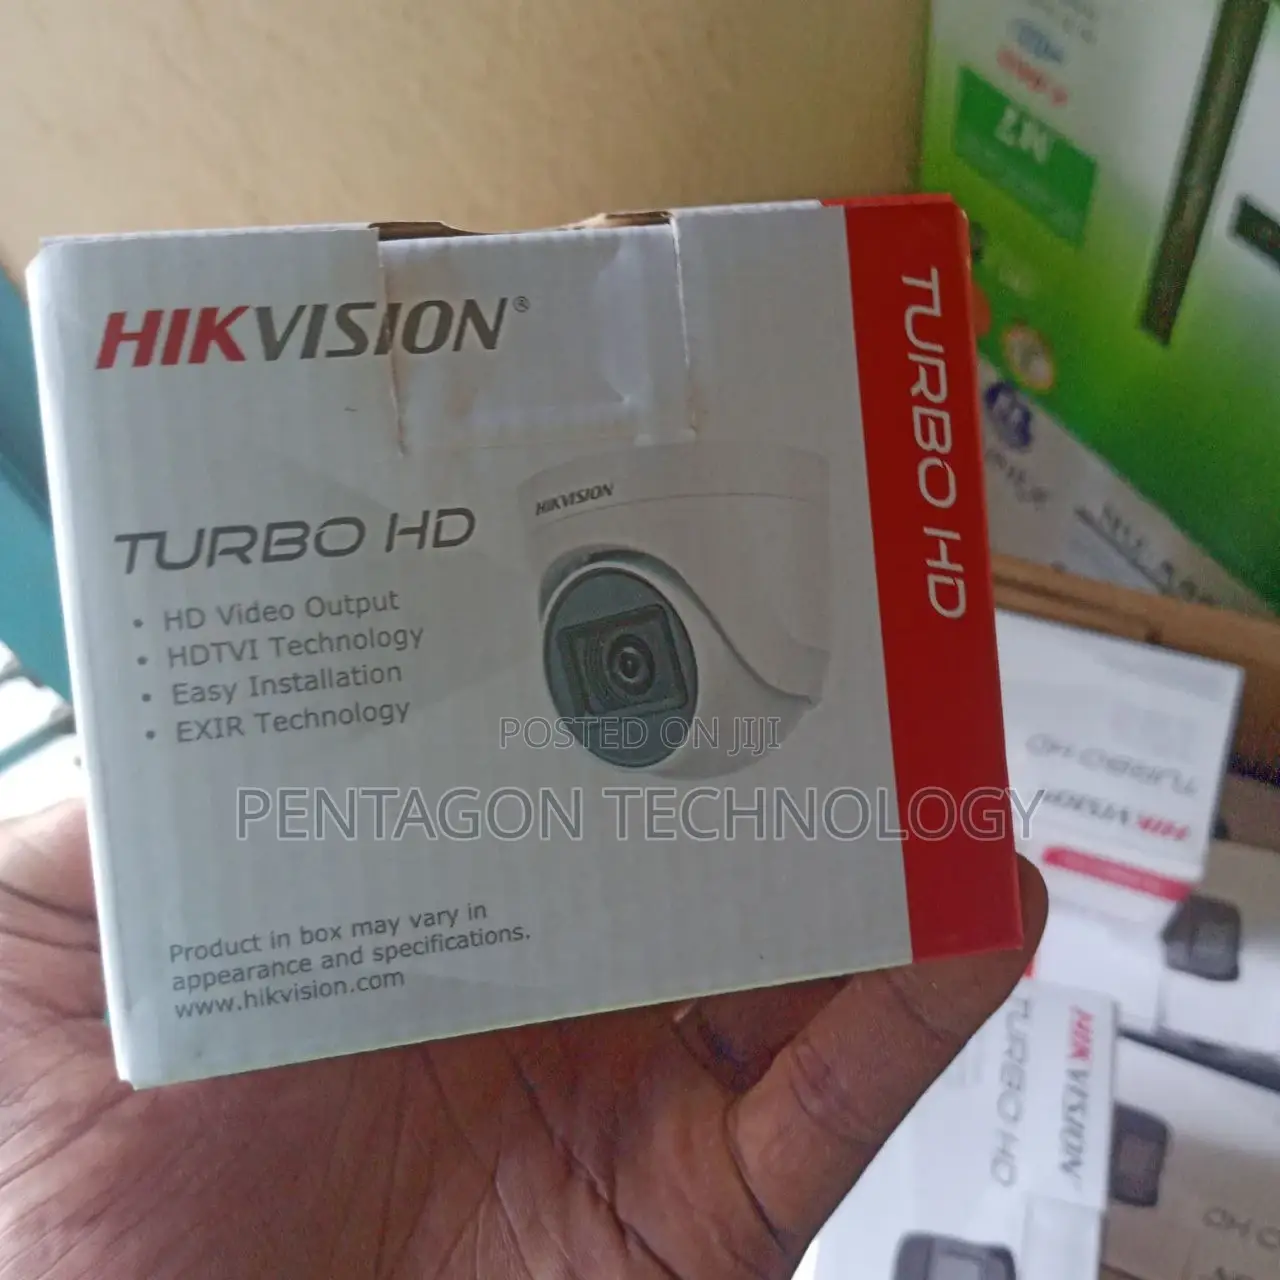 HIKVISION®
TURBO HD
HIKVISION
TURBO HD
• HD Video Output
• HDTVI Technology
• Easy Installation
• EXIR Technology
POSTED ON JIJI
PENTAGON TECHNOLOGY
Product in box may vary in
appearance and specifications.
www.hikvision.com
M7
TURBO HD
HIKVISION
HIKVISION
TURBO HD